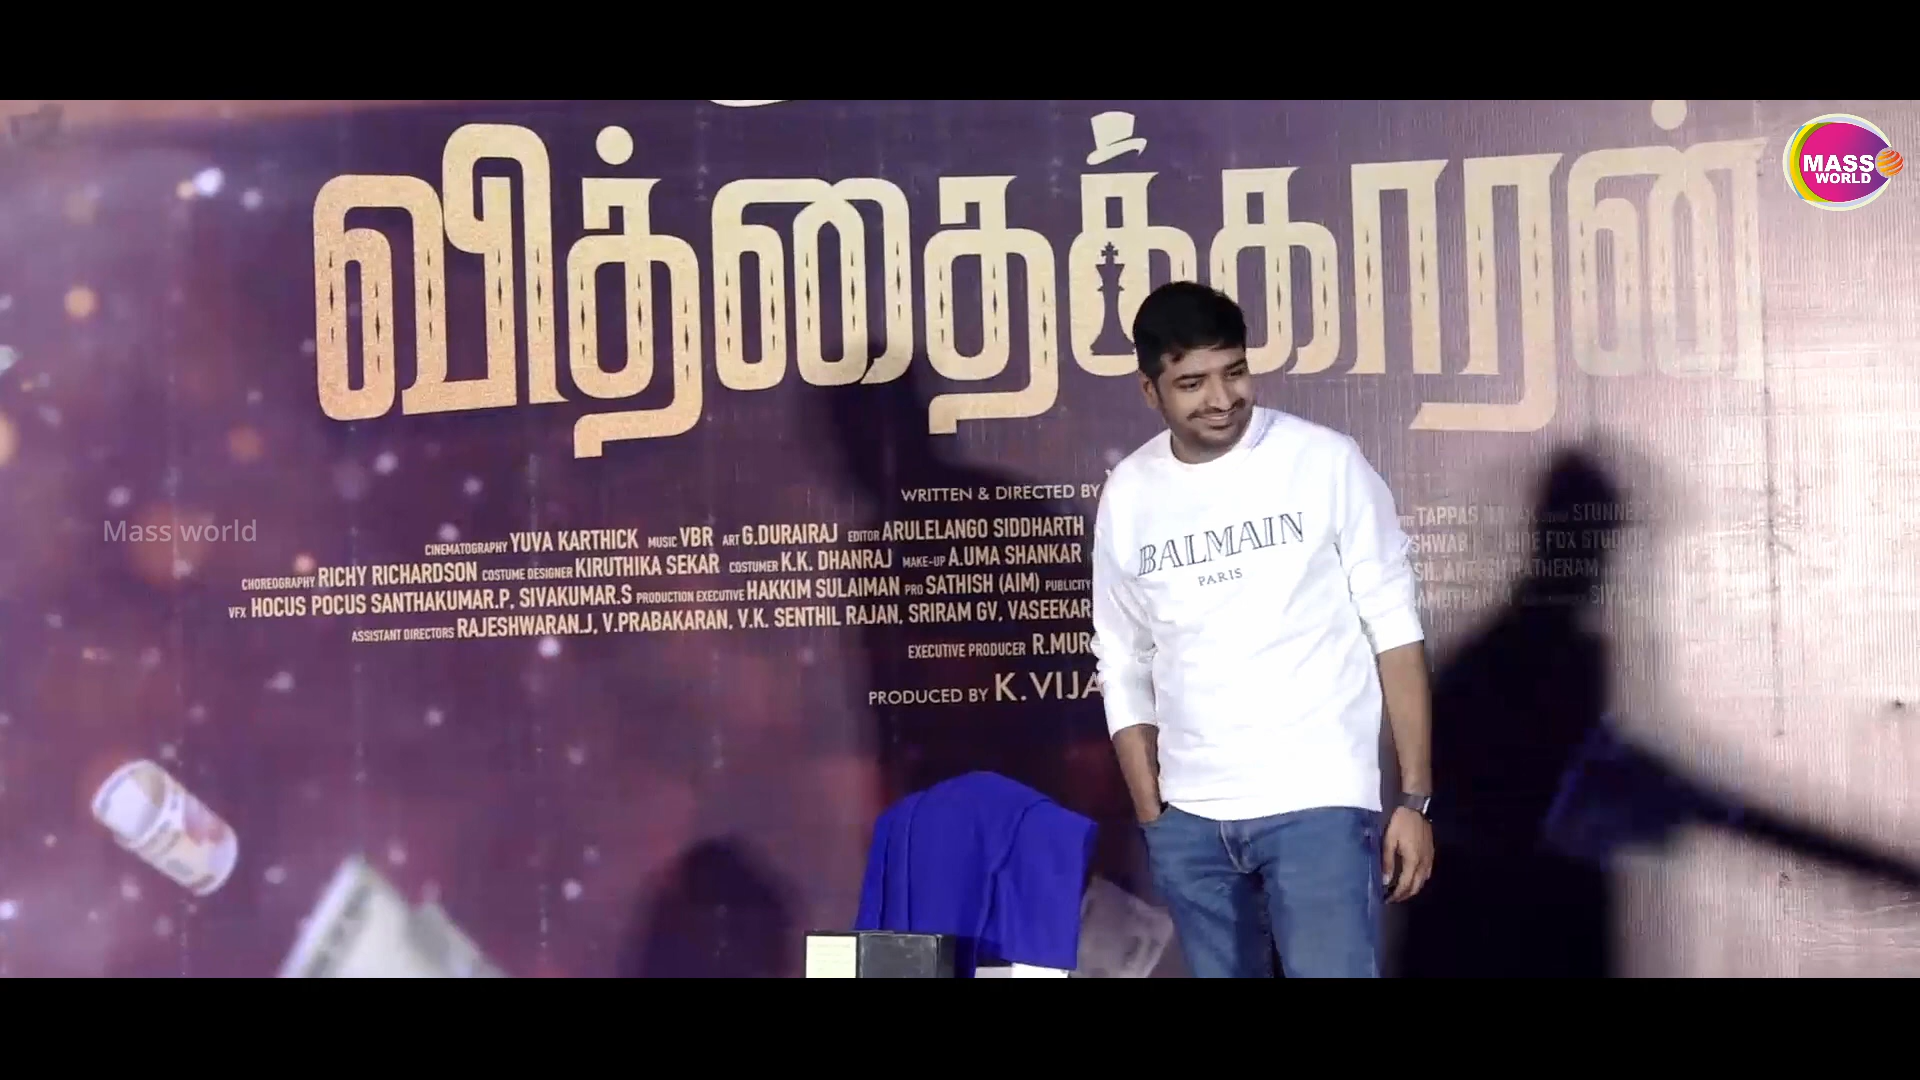 வித்தைக்காரன்
MASS
WORLD
WRITTEN & DIRECTED BY
Mass world
CINEMATOGRAPHY YUVA KARTHICK MUSIC VBR ART G.DURAIRAJ EDITOR ARULELANGO SIDDHARTH TAPPAS
CHOREOGRAPHY RICHY RICHARDSON COSTUME DESIGNER KIRUTHIKA SEKAR COSTUMER K.K. DHANRAJ MAKE-UP A.UMA SHANKAR
VFX HOCUS POCUS SANTHAKUMAR.P, SIVAKUMAR.S PRODUCTION EXECUTIVE HAKKIM SULAIMAN PRO SATHISH (AIM) PUBLICITY
ASSISTANT DIRECTORS RAJESHWARAN.J, V.PRABAKARAN, V.K. SENTHIL RAJAN, SRIRAM GV, VASEEKAR
EXECUTIVE PRODUCER R.MUR
PRODUCED BY K.VIJA
BALMAIN
PARIS